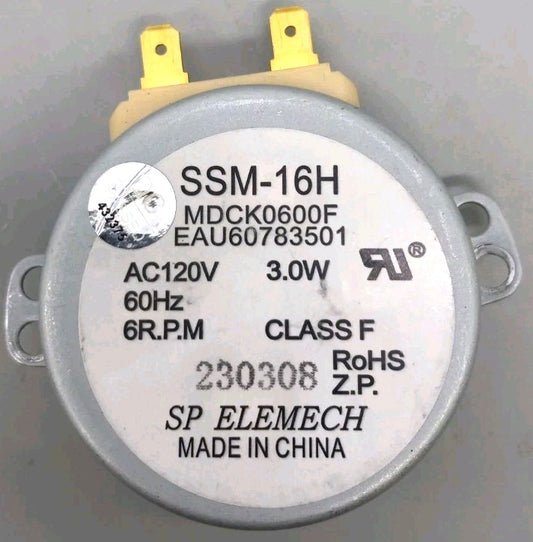 SSM-16H
MDCK0600F
EAU60783501
AC120V 3.0W
60Hz
6R.P.M CLASS F
230308 RoHS
Z.P.
SP ELEMECH
MADE IN CHINA